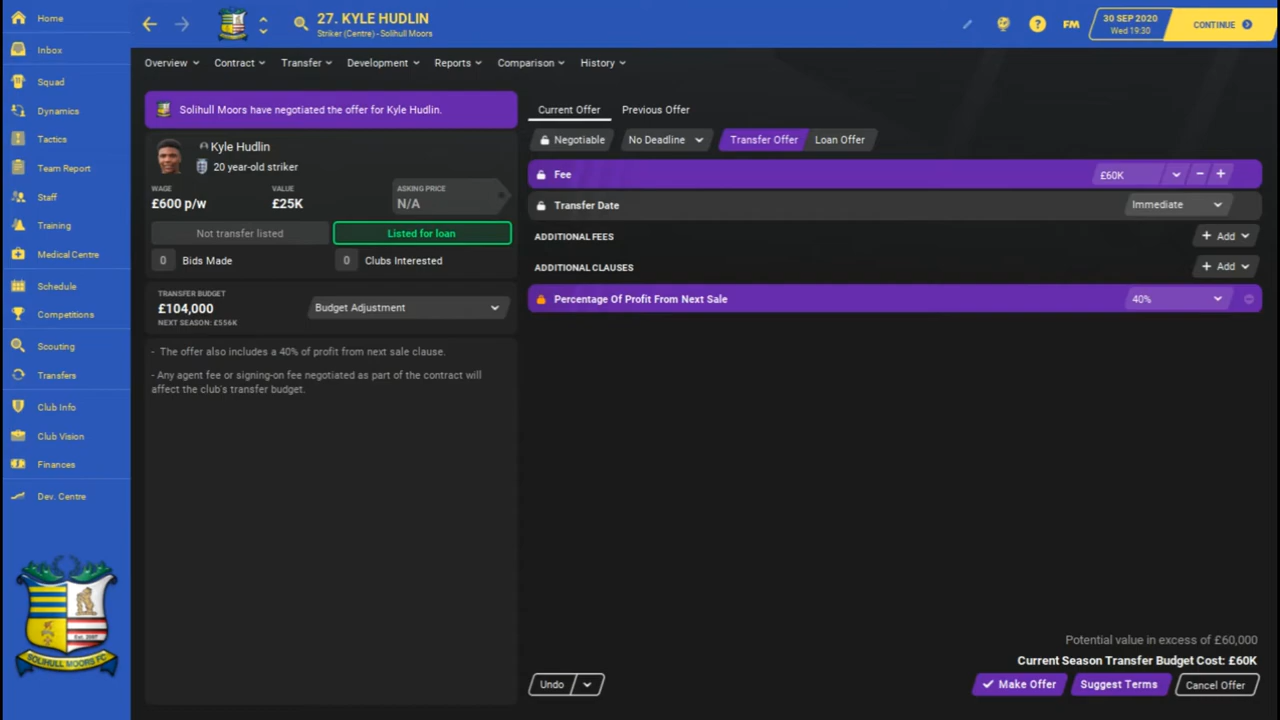 Home
Inbox
Squad
Dynamics
Tactics
Team Report
Staff
Training
Medical Centre
Schedule
Competitions
Scouting
Transfers
Club Info
Club Vision
Finances
Dev. Centre
SOLIHULL MOORS FC
27. KYLE HUDLIN
Striker (Centre) - Solihull Moors
?
FM
30 SEP 2020
Wed 19:30
CONTINUE
Overview
Contract
Transfer
Development
Reports
Comparison
History
Solihull Moors have negotiated the offer for Kyle Hudlin.
Kyle Hudlin
20 year-old striker
WAGE
£600 p/w
VALUE
£25K
ASKING PRICE
N/A
Not transfer listed
Listed for loan
0 Bids Made
0 Clubs Interested
TRANSFER BUDGET
£104,000
NEXT SEASON: £556K
Budget Adjustment
- The offer also includes a 40% of profit from next sale clause.
- Any agent fee or signing-on fee negotiated as part of the contract will
affect the club's transfer budget.
Current Offer
Previous Offer
Negotiable
No Deadline
Transfer Offer
Loan Offer
Fee
£60K
- +
Transfer Date
Immediate
ADDITIONAL FEES
+ Add
ADDITIONAL CLAUSES
+ Add
Percentage Of Profit From Next Sale
40%
Potential value in excess of £60,000
Current Season Transfer Budget Cost: £60K
Undo
Make Offer
Suggest Terms
Cancel Offer